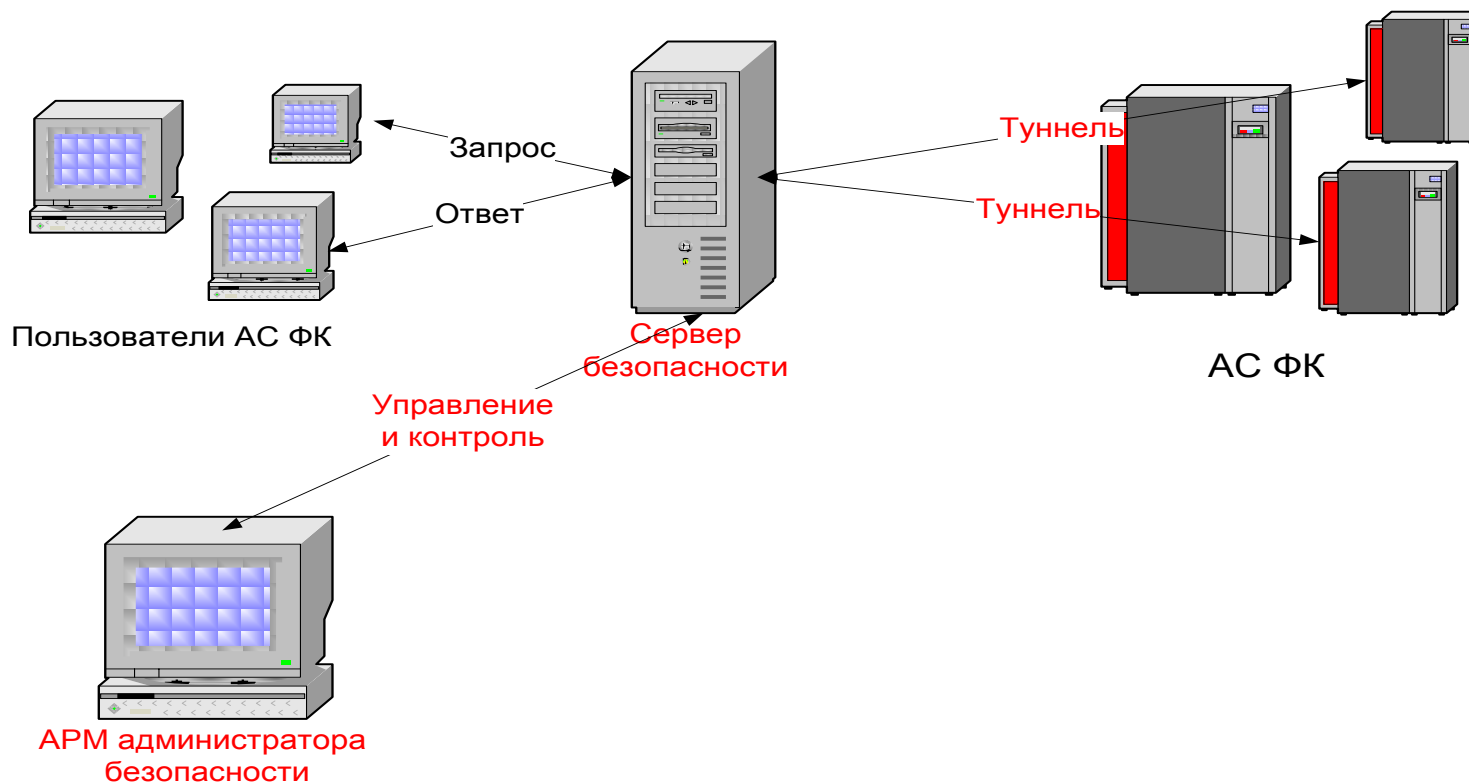 Запрос
Ответ
Пользователи АС ФК
Туннель
Туннель
АС ФК
Сервер
безопасности
Управление
и контроль
АРМ администратора
безопасности